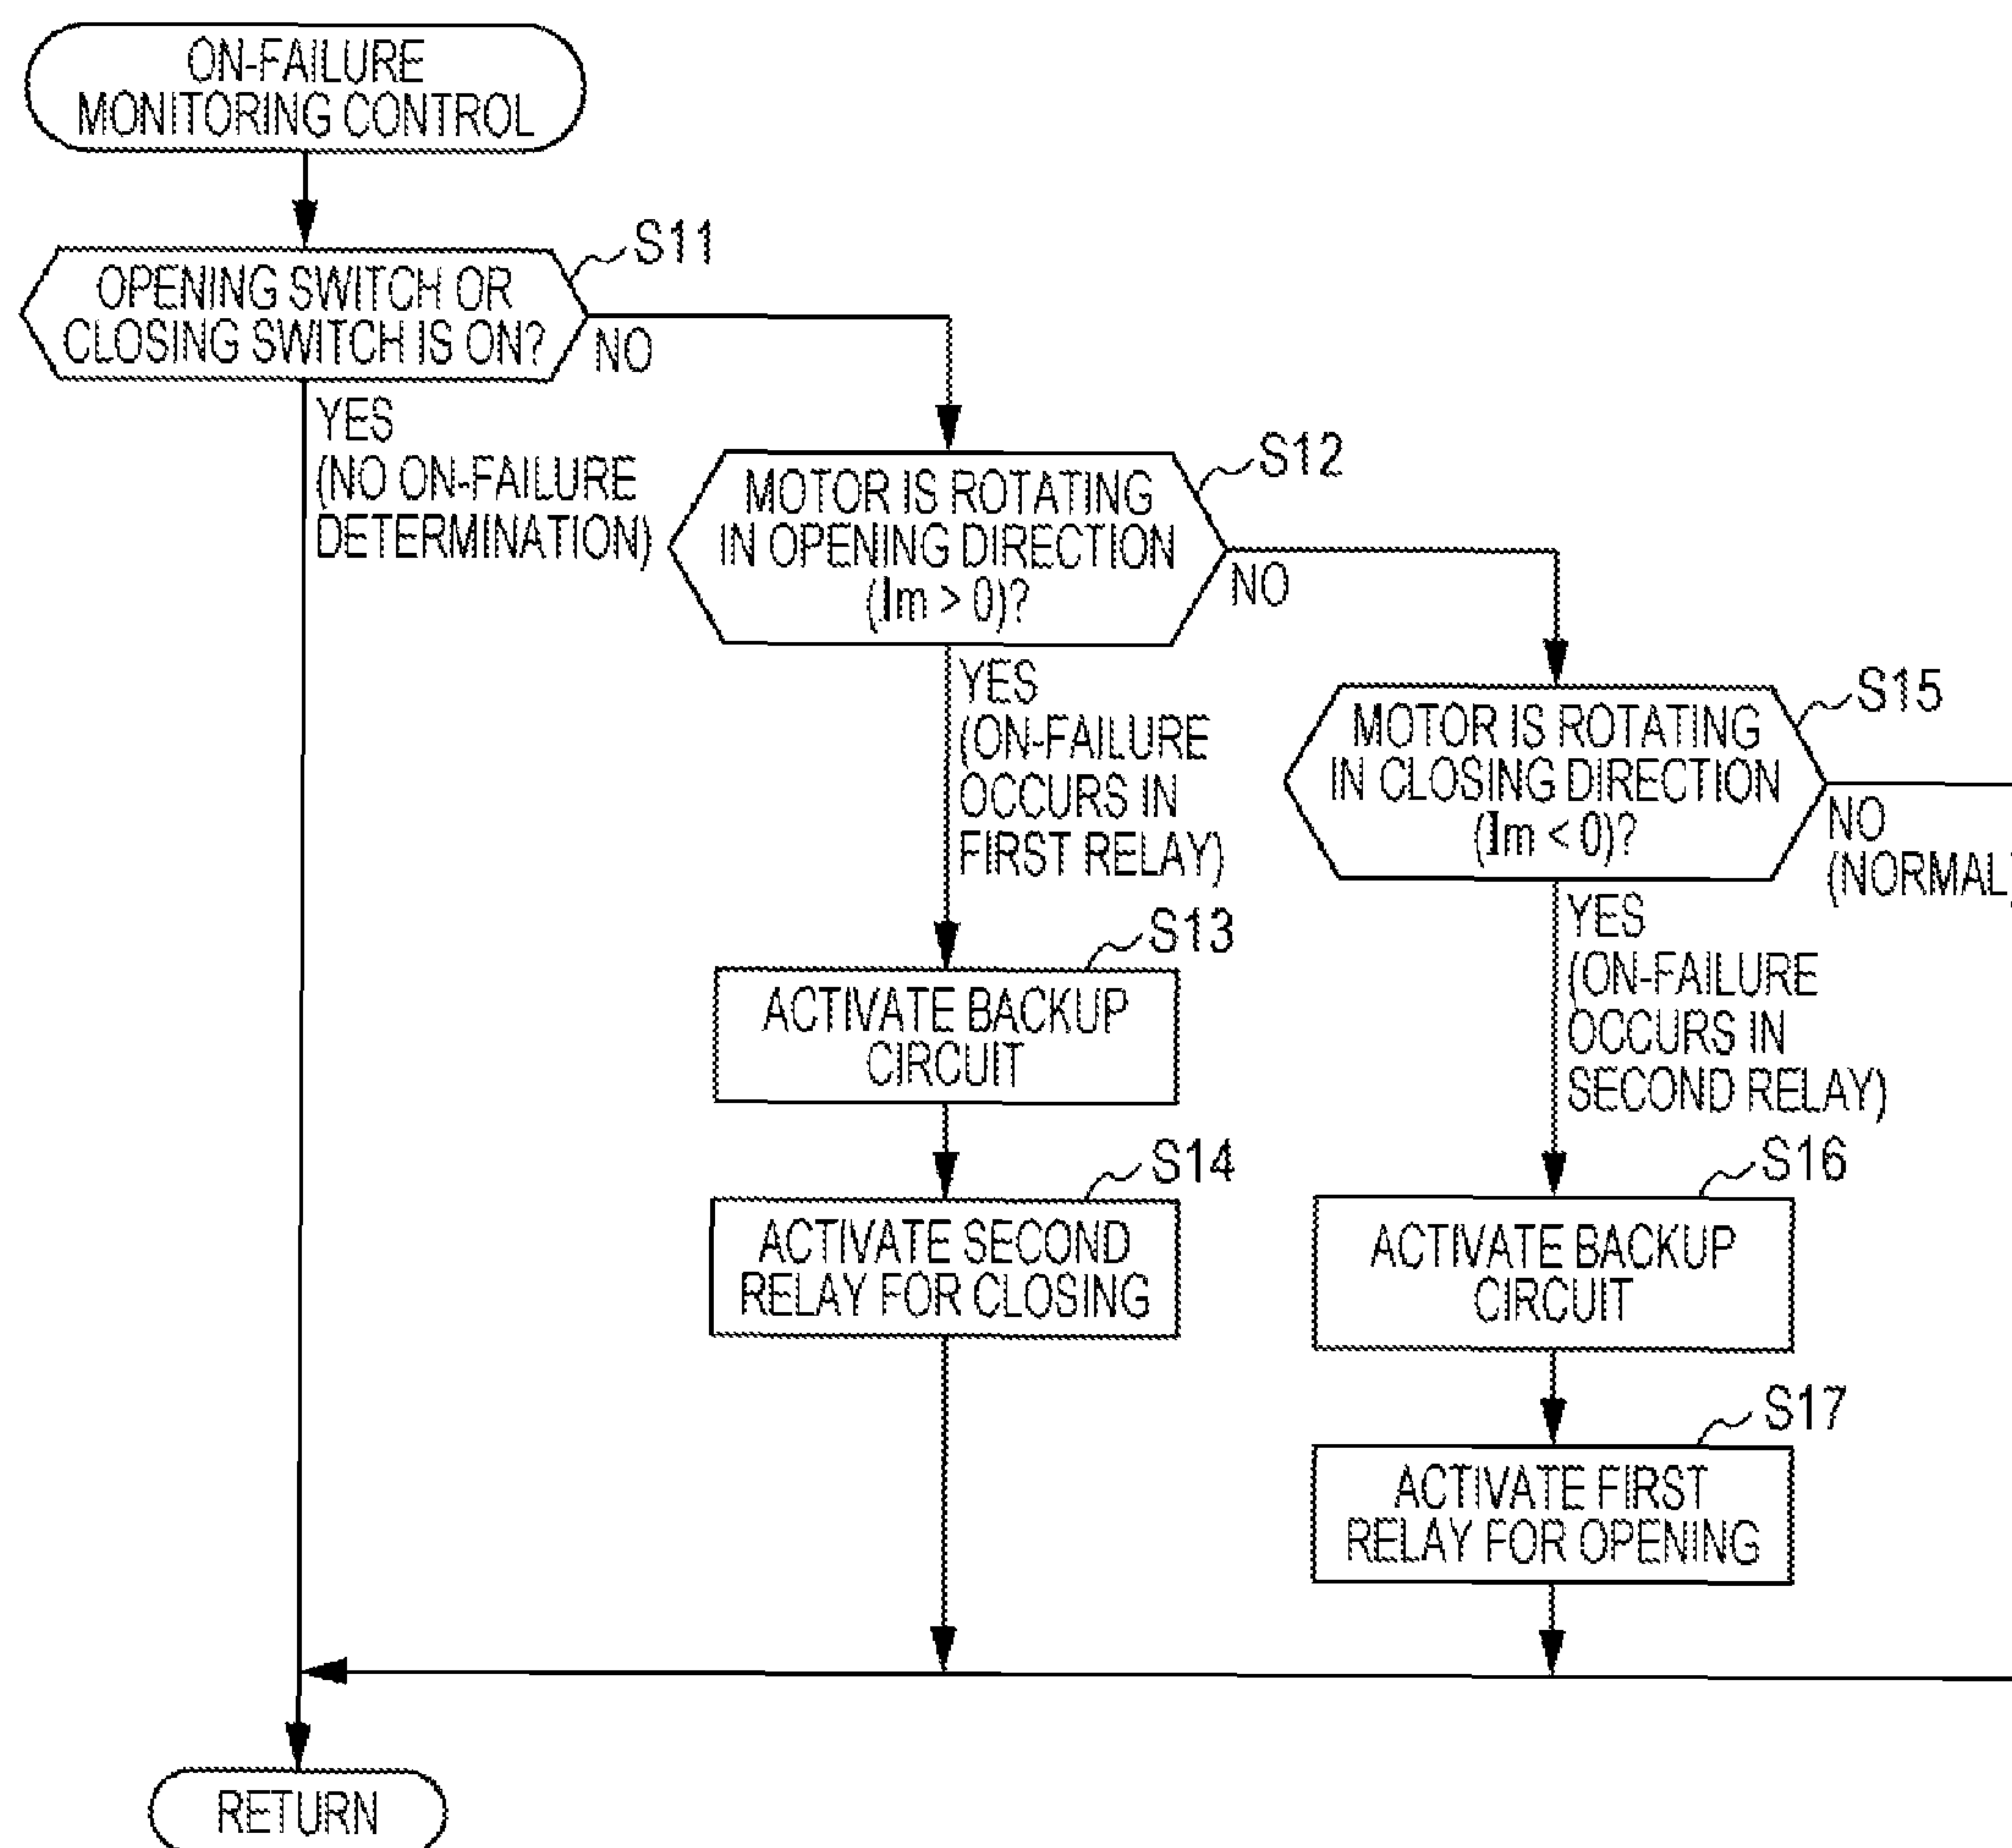 ON-FAILURE
MONITORING CONTROL
S11
OPENING SWITCH OR
CLOSING SWITCH IS ON?
NO
YES
(NO ON-FAILURE
DETERMINATION)
S12
MOTOR IS ROTATING
IN OPENING DIRECTION
(Im > 0)?
NO
YES
(ON-FAILURE
OCCURS IN
FIRST RELAY)
S13
ACTIVATE BACKUP
CIRCUIT
S14
ACTIVATE SECOND
RELAY FOR CLOSING
S15
MOTOR IS ROTATING
IN CLOSING DIRECTION
(Im < 0)?
NO
(NORMAL)
YES
(ON-FAILURE
OCCURS IN
SECOND RELAY)
S16
ACTIVATE BACKUP
CIRCUIT
S17
ACTIVATE FIRST
RELAY FOR OPENING
RETURN